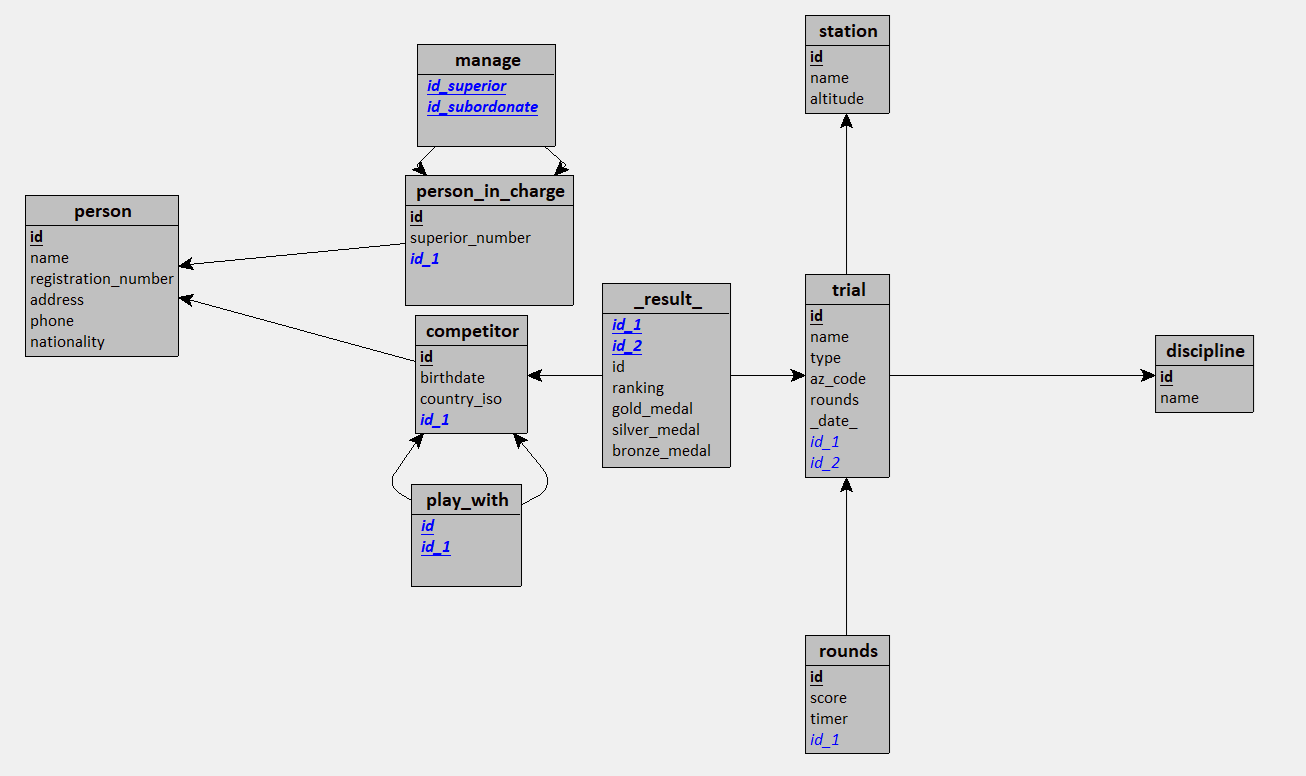 station
id
name
altitude
manage
id_superior
id_subordonate
person_in_charge
id
superior_number
id_1
person
id
name
registration_number
address
phone
nationality
competitor
id
birthdate
country_iso
id_1
_result_
id_1
id_2
id
ranking
gold_medal
silver_medal
bronze_medal
trial
id
name
type
az_code
rounds
_date_
id_1
id_2
discipline
id
name
play_with
id
id_1
rounds
id
score
timer
id_1